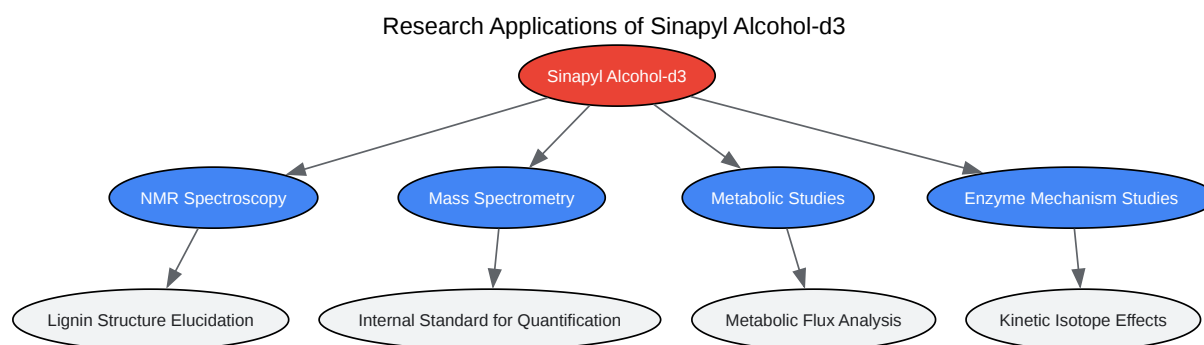 Research Applications of Sinapyl Alcohol-d3
Sinapyl Alcohol-d3
NMR Spectroscopy
Mass Spectrometry
Metabolic Studies
Enzyme Mechanism Studies
Lignin Structure Elucidation
Internal Standard for Quantification
Metabolic Flux Analysis
Kinetic Isotope Effects